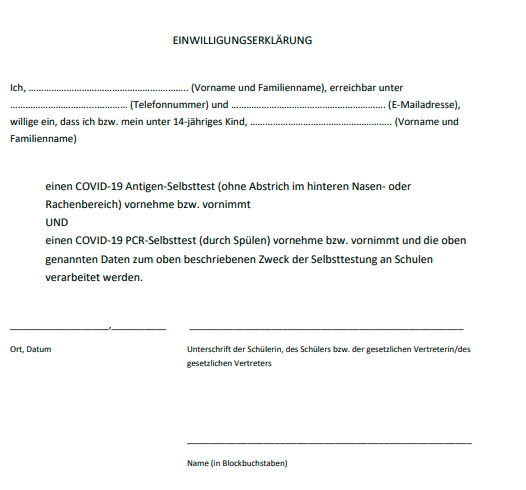 EINWILLIGUNGSERKLÄRUNG
Ich, ………………………………………………………. (Vorname und Familienname), erreichbar unter
………………………………………. (Telefonnummer) und ……………………………………………………. (E-Mailadresse),
willige ein, dass ich bzw. mein unter 14-jähriges Kind, ……………………………………………….. (Vorname und
Familienname)
einen COVID-19 Antigen-Selbsttest (ohne Abstrich im hinteren Nasen- oder
Rachenbereich) vornehme bzw. vornimmt
UND
einen COVID-19 PCR-Selbsttest (durch Spülen) vornehme bzw. vornimmt und die oben
genannten Daten zum oben beschriebenen Zweck der Selbsttestung an Schulen
verarbeitet werden.
__________________,__________ __________________________________________________
Ort, Datum Unterschrift der Schülerin, des Schülers bzw. der gesetzlichen Vertreterin/des
gesetzlichen Vertreters
____________________________________________________
Name (in Blockbuchstaben)